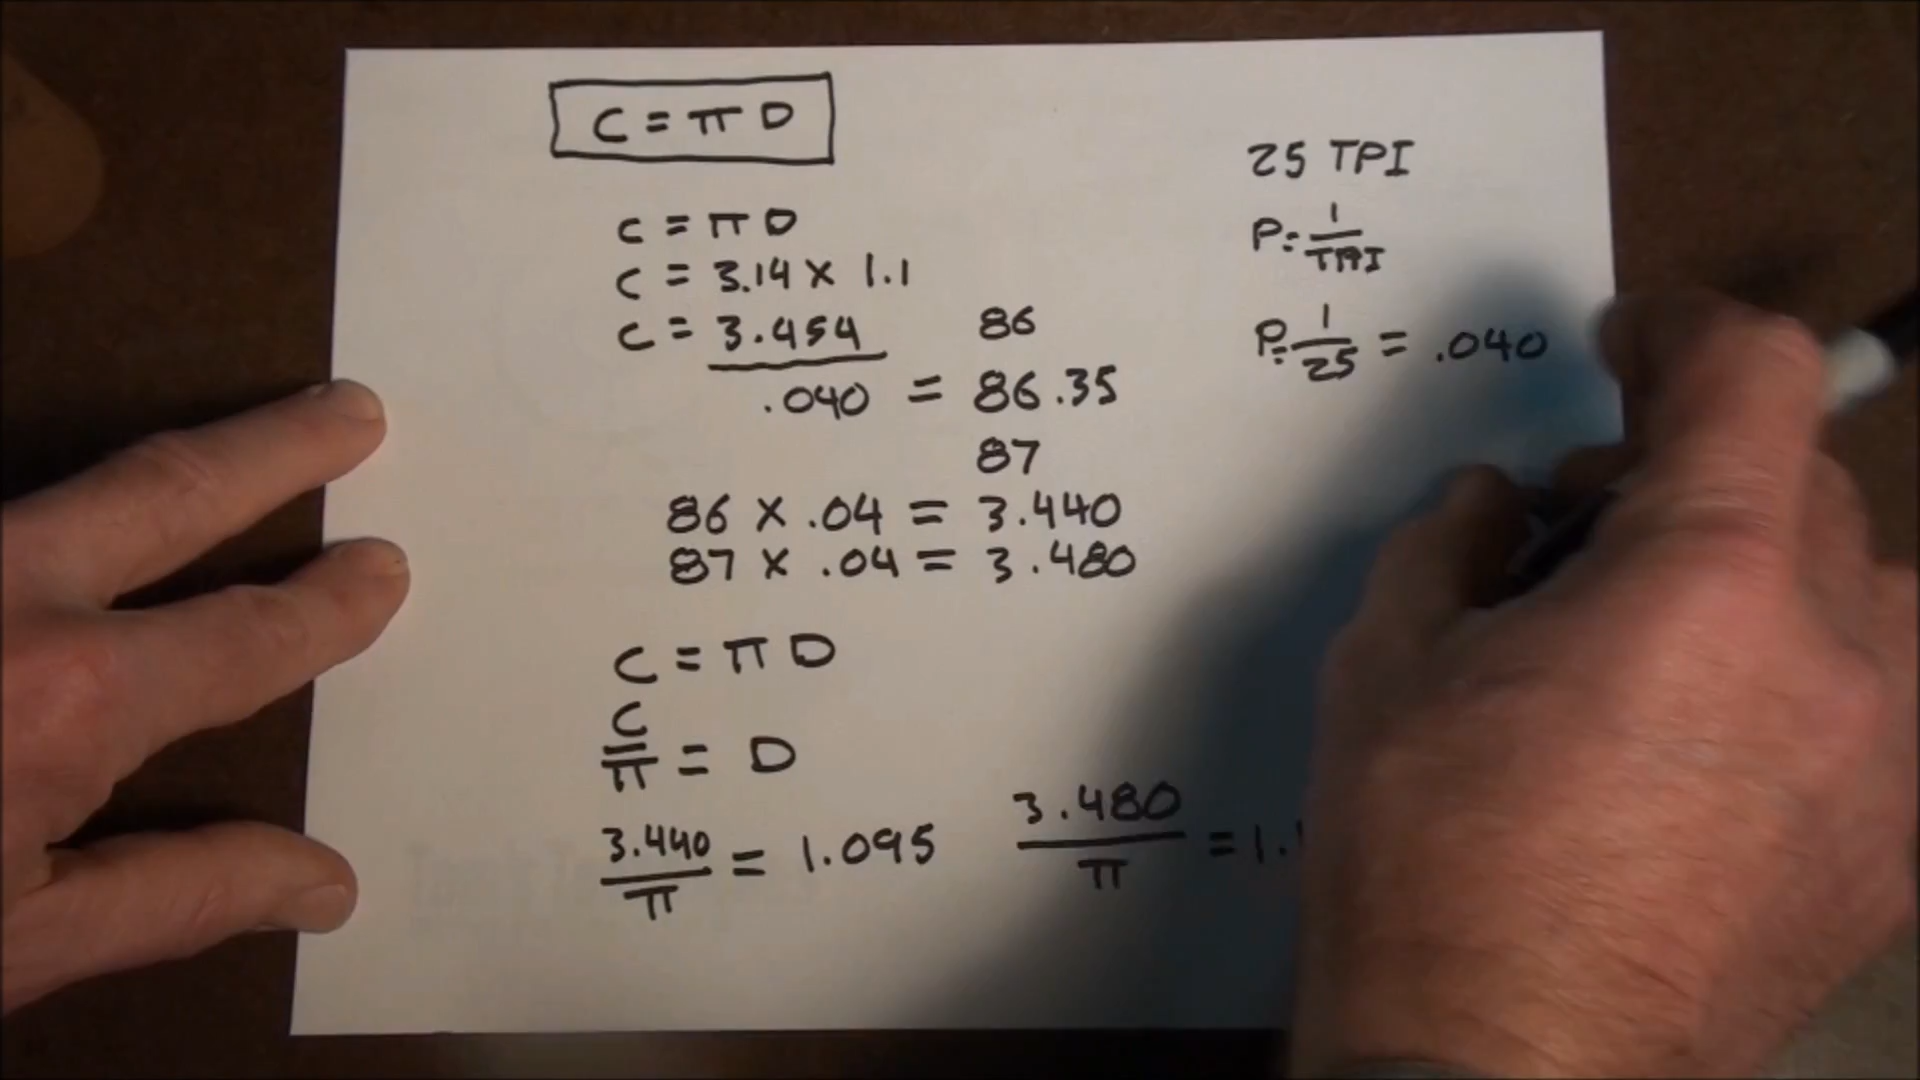 C = π D
C = π D
C = 3.14 x 1.1
C = 3.454
.040 = 86.35
86
87
86 x .04 = 3.440
87 x .04 = 3.480
C = π D
C/π = D
3.440/π = 1.095
3.480/π = 1.
25 TPI
P = 1/TPI
P = 1/25 = .040